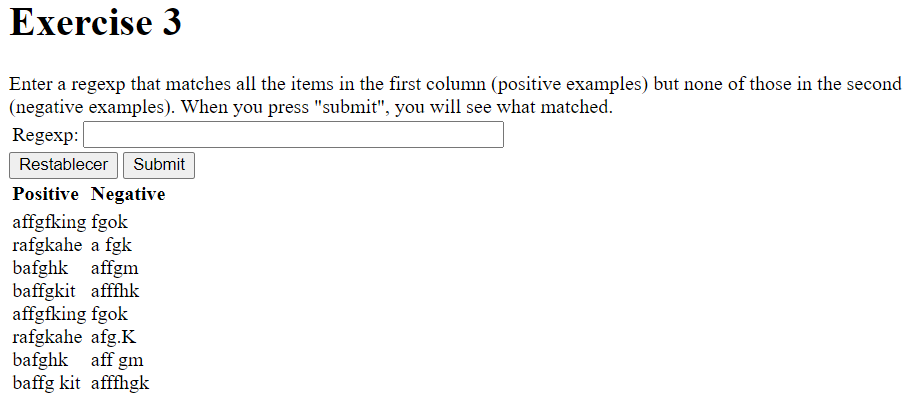 Exercise 3
Enter a regexp that matches all the items in the first column (positive examples) but none of those in the second
(negative examples). When you press "submit", you will see what matched.
Regexp:
Restablecer Submit
Positive Negative
affgfking fgok
rafgkahe a fgk
bafghk affgm
baffgkit afffhk
affgfking fgok
rafgkahe afg.K
bafghk aff gm
baffg kit afffhgk